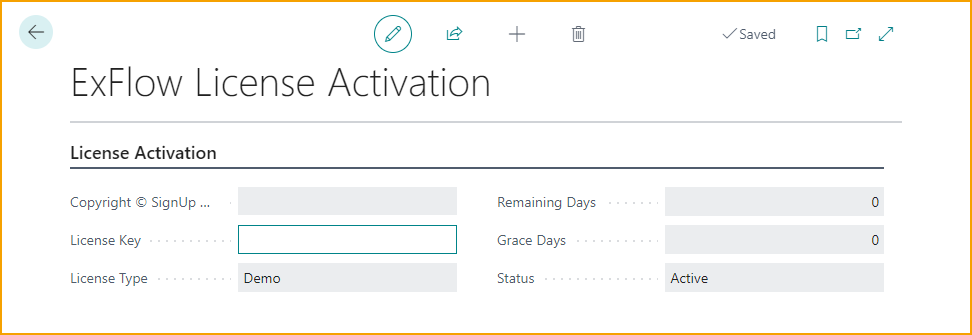 Saved
ExFlow License Activation
License Activation
Copyright © SignUp ...
Remaining Days 0
License Key
Grace Days 0
License Type Demo
Status Active